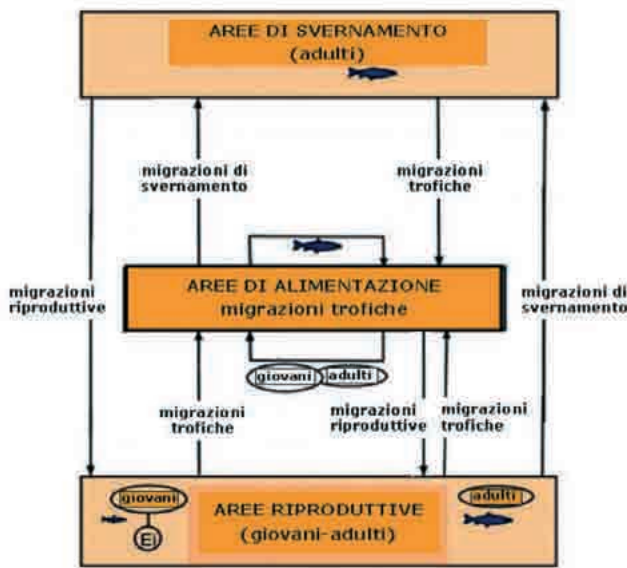 AREE DI SVERNAMENTO
(adulti)
migrazioni di
svernamento
migrazioni
trofiche
migrazioni
riproduttive
AREE DI ALIMENTAZIONE
migrazioni trofiche
migrazioni di
svernamento
giovani
adulti
migrazioni
trofiche
migrazioni
riproduttive
migrazioni
trofiche
giovani
Ei
AREE RIPRODUTTIVE
(giovani-adulti)
adulti